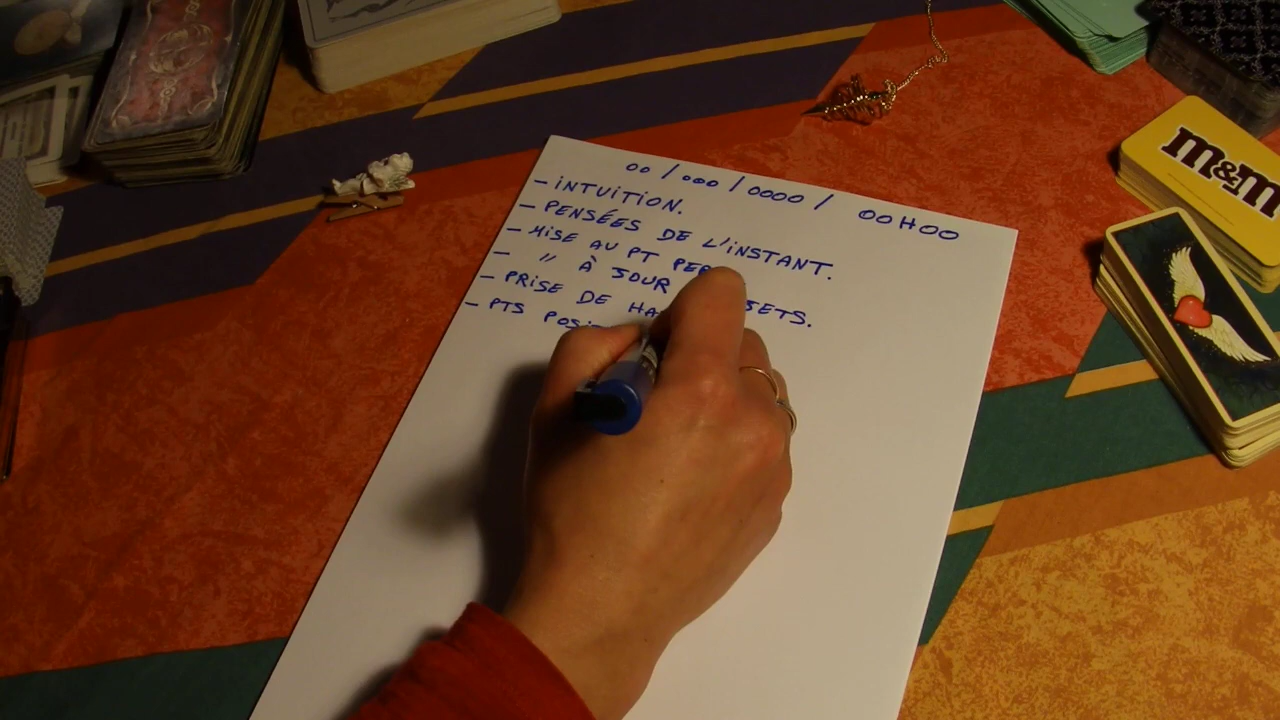 00 / 000 / 0000 / 00H00
- INTUITION.
- PENSÉES DE L'INSTANT.
- MISE AU PT
- " À JOUR
- PRISE DE
- PTS
M&M